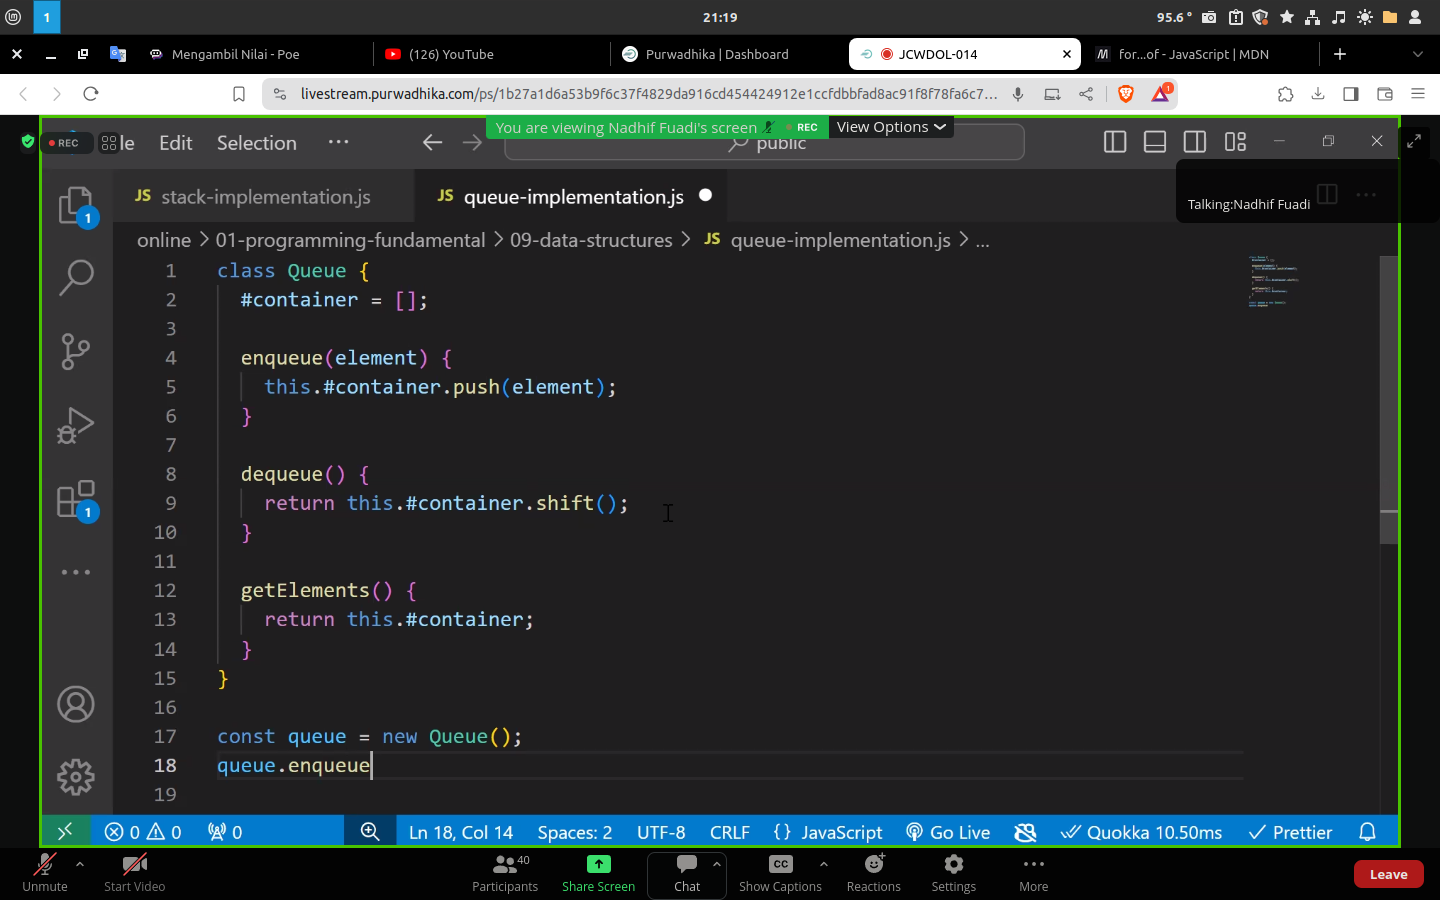 1
21:19
95.6 °
Mengambil Nilai - Poe
(126) YouTube
Purwadhika | Dashboard
JCWDOL-014
for...of - JavaScript | MDN
livestream.purwadhika.com/ps/1b27a1d6a53b9f6c37f4829da916cd454424912e1ccfdbbfad8ac91f8f78fa6c7...
1
You are viewing Nadhif Fuadi's screen
REC
View Options
REC
le
Edit
Selection
public
Talking:Nadhif Fuadi
1
JS stack-implementation.js
JS queue-implementation.js
online > 01-programming-fundamental > 09-data-structures > JS queue-implementation.js > ...
1 class Queue {
2 #container = [];
3
4 enqueue(element) {
5 this.#container.push(element);
6 }
7
8 dequeue() {
9 return this.#container.shift();
10 }
11
12 getElements() {
13 return this.#container;
14 }
15 }
16
17 const queue = new Queue();
18 queue.enqueue
19
1
0 0 0
Ln 18, Col 14
Spaces: 2
UTF-8
CRLF
{} JavaScript
Go Live
Quokka 10.50ms
Prettier
Unmute
Start Video
40
Participants
Share Screen
Chat
CC
Show Captions
Reactions
Settings
More
Leave